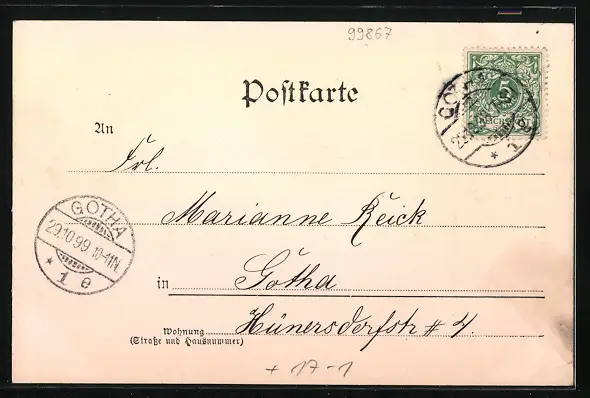 99867
Postkarte
An
Frl.
Marianne Reick
in Gotha
Wohnung Hünersdorfstr # 4.
(Straße und Hausnummer)
GOTHA
29.10.99 10-11N
* 1 e
5
+ 17-1